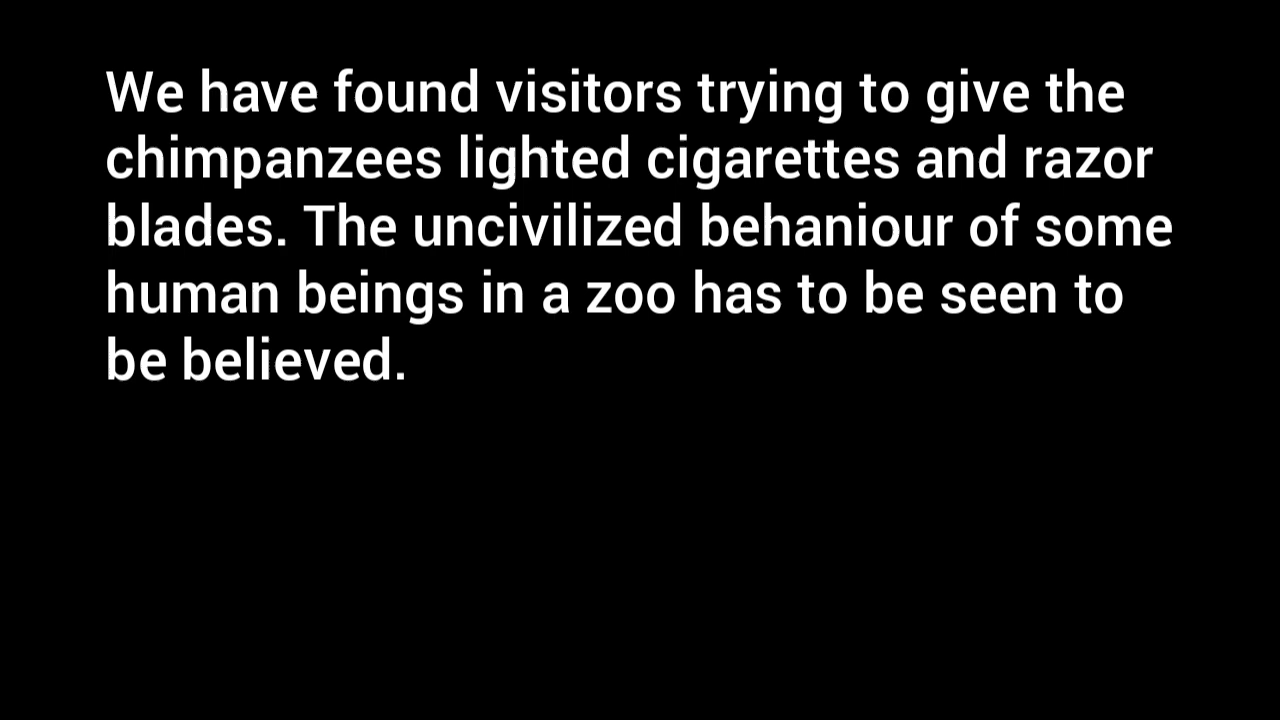 We have found visitors trying to give the
chimpanzees lighted cigarettes and razor
blades. The uncivilized behaniour of some
human beings in a zoo has to be seen to
be believed.